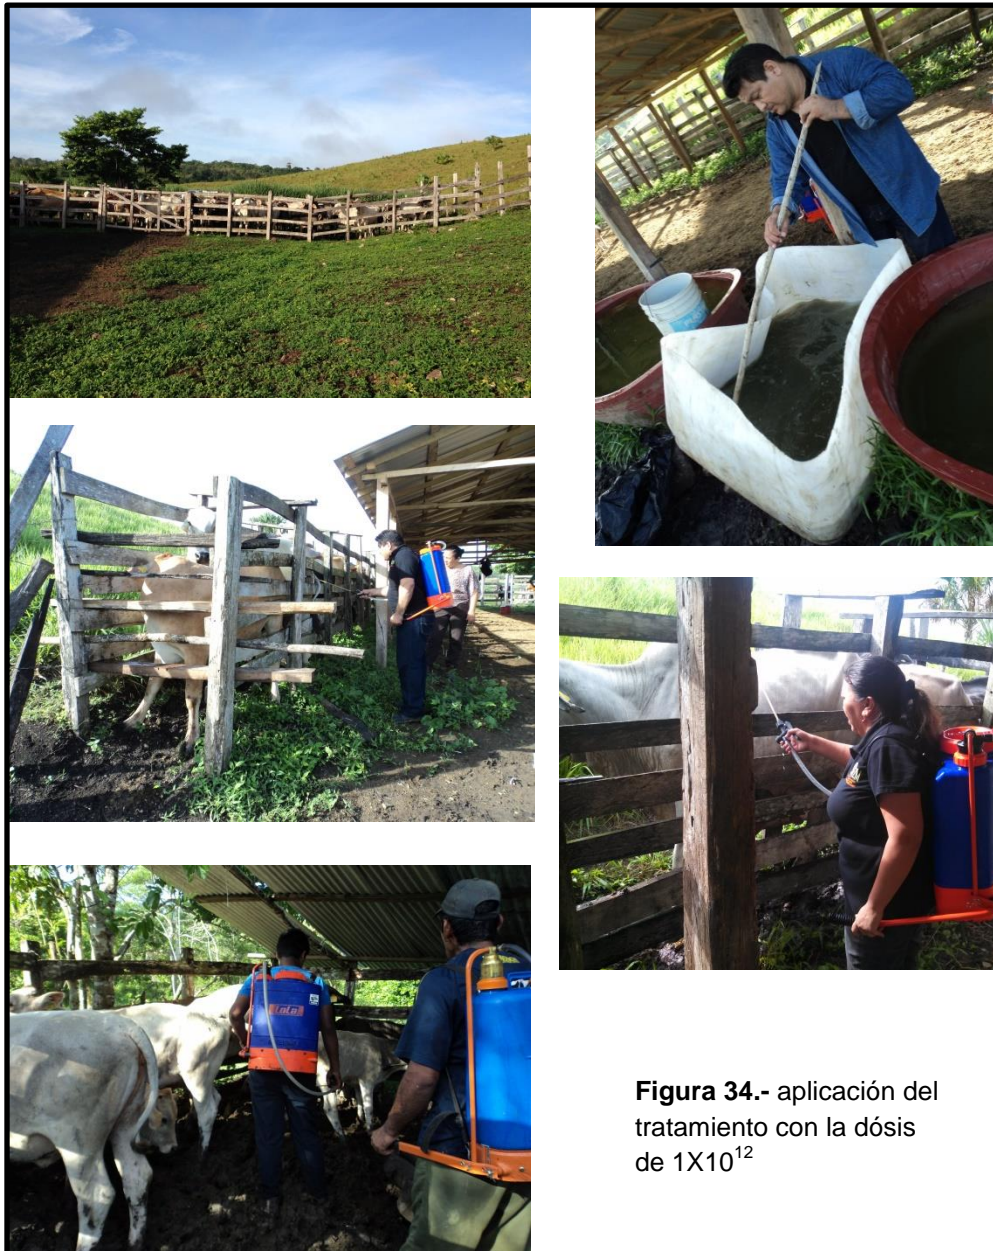 LoLa
Figura 34.- aplicación del
tratamiento con la dósis
de 1X10¹²